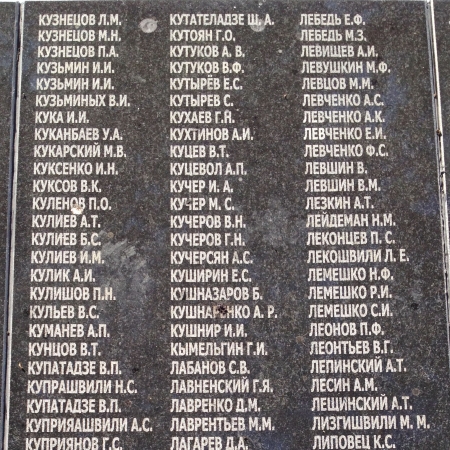 КУЗНЕЦОВ Л.М.
КУЗНЕЦОВ М.Н.
КУЗНЕЦОВ П.А.
КУЗЬМИН И.И.
КУЗЬМИН И.И.
КУЗЬМИНЫХ В.И.
КУКА И.И.
КУКАНБАЕВ У.А.
КУКАРСКИЙ М.В.
КУКСЕНКО И.Н.
КУКСОВ В.К.
КУЛЕНОВ П.О.
КУЛИЕВ А.Т.
КУЛИЕВ Б.С.
КУЛИЕВ И.М.
КУЛИК А.И.
КУЛИШОВ П.Н.
КУЛЬЕВ В.С.
КУМАНЕВ А.П.
КУНЦОВ В.Т.
КУПАТАДЗЕ В.П.
КУПРАШВИЛИ Н.С.
КУПАТАДЗЕ В.П.
КУПРИЯАШВИЛИ А.С.
КУПРИЯНОВ Г.С.
КУТАТЕЛАДЗЕ Ш. А.
КУТОЯН Г.О.
КУТУКОВ А. В.
КУТУКОВ В.Ф.
КУТЫРЁВ Е.С.
КУТЫРЕВ С.
КУХАЕВ Г.Я.
КУХТИНОВ А.И.
КУЦЕВ В.Т.
КУЦЕВОЛ А.П.
КУЧЕР И. А.
КУЧЕР М. С.
КУЧЕРОВ В.Н.
КУЧЕРОВ Г.Н.
КУЧЕРСЯН А.С.
КУШИРИН Е.С.
КУШНАЗАРОВ Б.
КУШНАРЕНКО А. Р.
КУШНИР И.И.
КЫМЕЛЬГИН Г.И.
ЛАБАНОВ С.В.
ЛАВНЕНСКИЙ Г.Я.
ЛАВРЕНКО Д.М.
ЛАВРЕНТЬЕВ М.М.
ЛАГАРЕВ Д.А.
ЛЕБЕДЬ Е.Ф.
ЛЕБЕДЬ М.З.
ЛЕВИЩЕВ А.И.
ЛЕВУШКИН М.Ф.
ЛЕВЦОВ М.М.
ЛЕВЧЕНКО А.С.
ЛЕВЧЕНКО А.К.
ЛЕВЧЕНКО Е.И.
ЛЕВЧЕНКО Ф.С.
ЛЕВШИН В.
ЛЕВШИН В.М.
ЛЕЗКИН А.Т.
ЛЕЙДЕМАН Н.М.
ЛЕКОНЦЕВ П. С.
ЛЕКОШВИЛИ Л. Е.
ЛЕМЕШКО Н.Ф.
ЛЕМЕШКО Р.И.
ЛЕМЕШКО С.И.
ЛЕОНОВ П.Ф.
ЛЕОНТЬЕВ В.Г.
ЛЕПИНСКИЙ А.Т.
ЛЕСИН А.М.
ЛЕЩИНСКИЙ А.Т.
ЛИЗГИШВИЛИ М. М.
ЛИПОВЕЦ К.С.